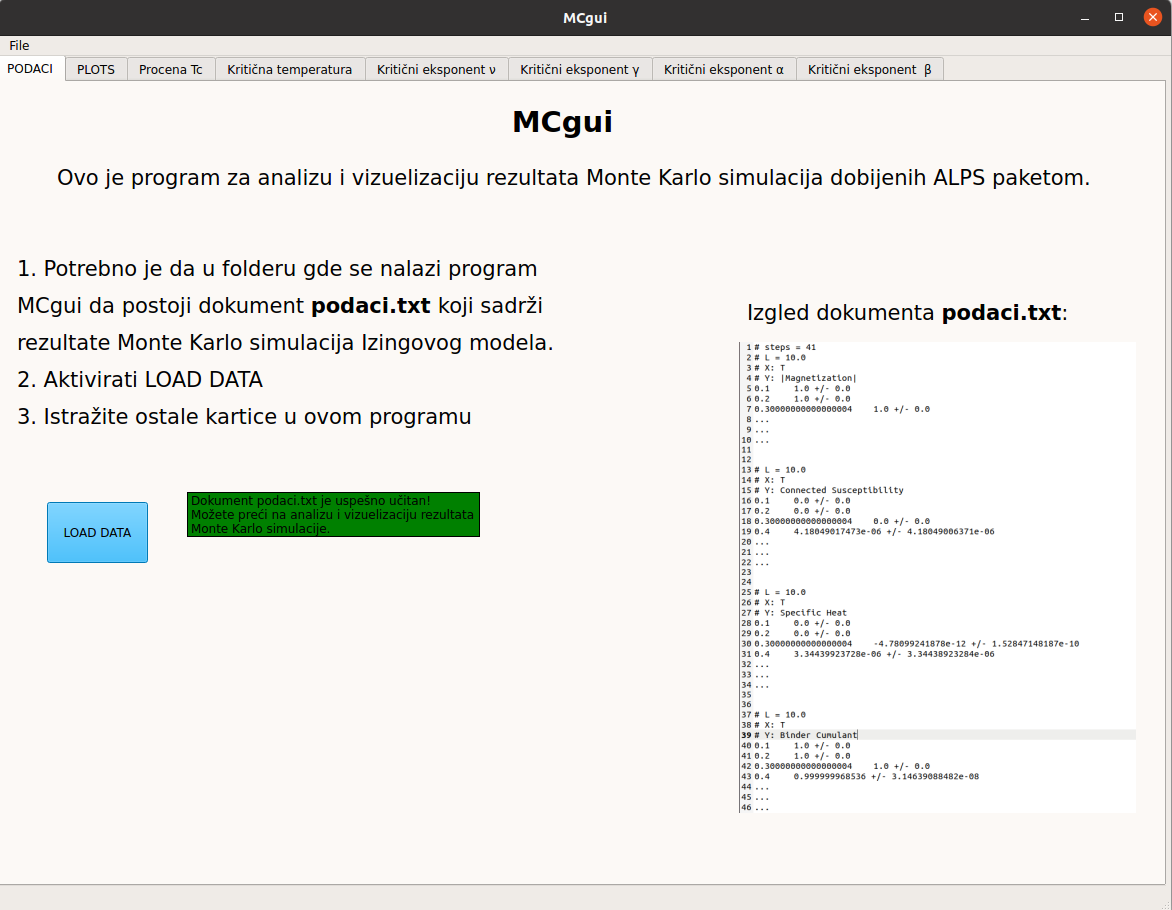 MCgui
File
PODACI PLOTS Procena Tc Kritična temperatura Kritični eksponent ν Kritični eksponent γ Kritični eksponent α Kritični eksponent β
MCgui
Ovo je program za analizu i vizuelizaciju rezultata Monte Karlo simulacija dobijenih ALPS paketom.
1. Potrebno je da u folderu gde se nalazi program
MCgui da postoji dokument podaci.txt koji sadrži
rezultate Monte Karlo simulacija Izingovog modela.
2. Aktivirati LOAD DATA
3. Istražite ostale kartice u ovom programu
LOAD DATA
Dokument podaci.txt je uspešno učitan!
Možete preći na analizu i vizuelizaciju rezultata
Monte Karlo simulacije.
Izgled dokumenta podaci.txt:
1 # steps = 41
2 # L = 10.0
3 # X: T
4 # Y: |Magnetization|
5 0.1 1.0 +/- 0.0
6 0.2 1.0 +/- 0.0
7 0.30000000000000004 1.0 +/- 0.0
8 ...
9 ...
10 ...
11
12
13 # L = 10.0
14 # X: T
15 # Y: Connected Susceptibility
16 0.1 0.0 +/- 0.0
17 0.2 0.0 +/- 0.0
18 0.30000000000000004 0.0 +/- 0.0
19 0.4 4.18049017473e-06 +/- 4.18049006371e-06
20 ...
21 ...
22 ...
23
24
25 # L = 10.0
26 # X: T
27 # Y: Specific Heat
28 0.1 0.0 +/- 0.0
29 0.2 0.0 +/- 0.0
30 0.30000000000000004 -4.78099241878e-12 +/- 1.52847148187e-10
31 0.4 3.34439923728e-06 +/- 3.34438923284e-06
32 ...
33 ...
34 ...
35
36
37 # L = 10.0
38 # X: T
39 # Y: Binder Cumulant
40 0.1 1.0 +/- 0.0
41 0.2 1.0 +/- 0.0
42 0.30000000000000004 1.0 +/- 0.0
43 0.4 0.999999968536 +/- 3.14639088482e-08
44 ...
45 ...
46 ...